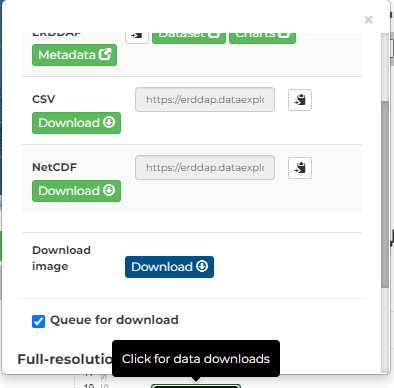 ×
ERDDAP Dataset Charts
Metadata
CSV https://erddap.dataexplo
Download
NetCDF https://erddap.dataexplo
Download
Download
image
Download
Queue for download
Full-resolution
Click for data downloads